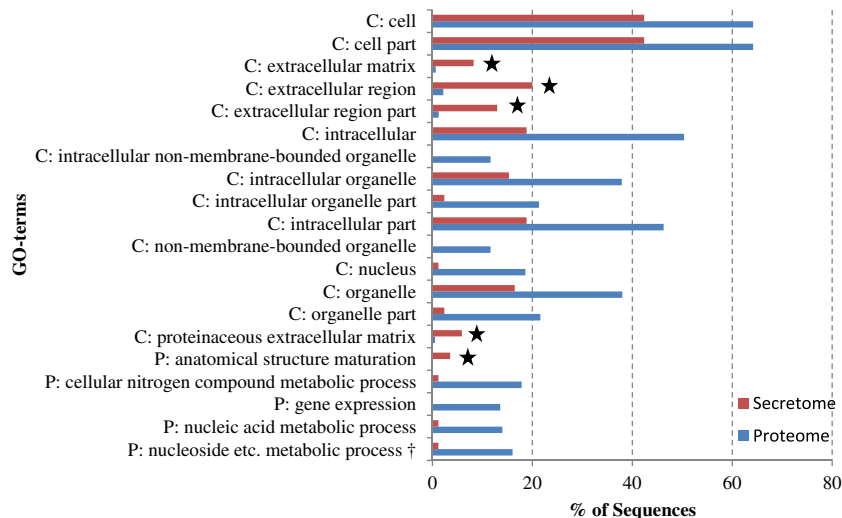 GO-terms
C: cell
C: cell part
C: extracellular matrix
C: extracellular region
C: extracellular region part
C: intracellular
C: intracellular non-membrane-bounded organelle
C: intracellular organelle
C: intracellular organelle part
C: intracellular part
C: non-membrane-bounded organelle
C: nucleus
C: organelle
C: organelle part
C: proteinaceous extracellular matrix
P: anatomical structure maturation
P: cellular nitrogen compound metabolic process
P: gene expression
P: nucleic acid metabolic process
P: nucleoside etc. metabolic process †
Secretome
Proteome
0 20 40 60 80
% of Sequences